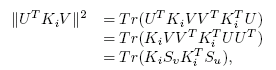 ‖U^T K_i V‖^2 = Tr(U^T K_i V V^T K_i^T U)
= Tr(K_i V V^T K_i^T U U^T)
= Tr(K_i S_v K_i^T S_u),